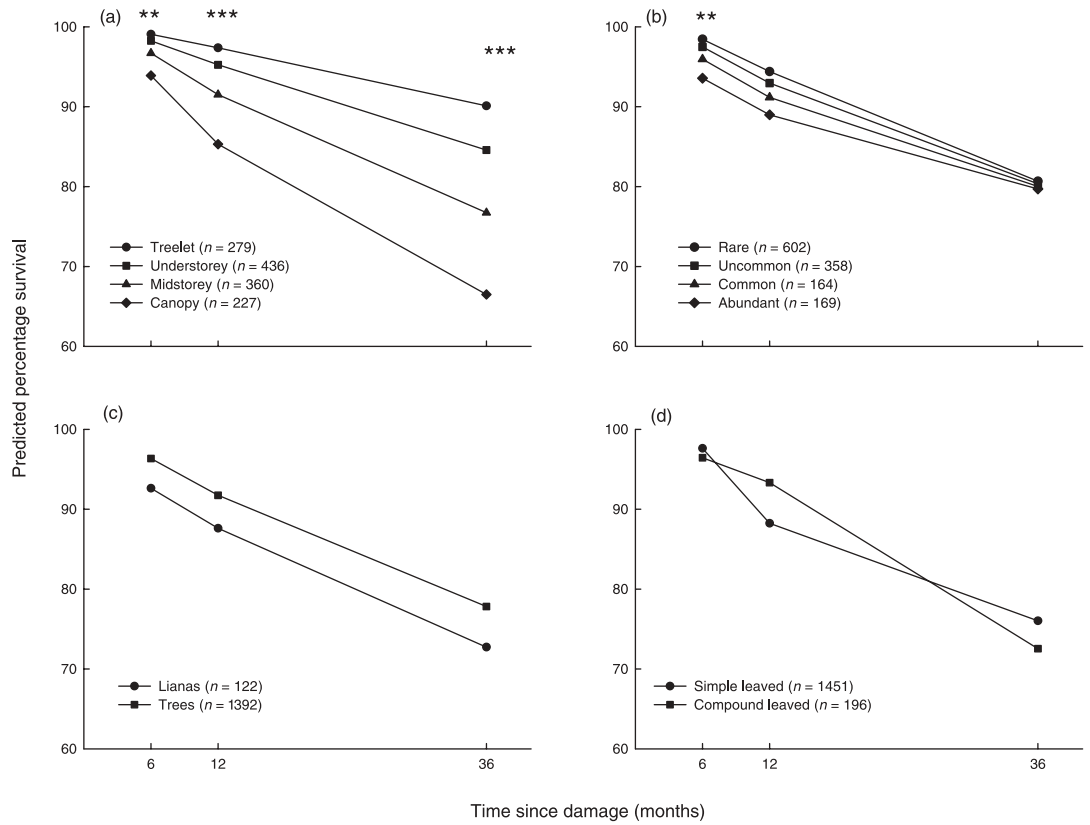 Predicted percentage survival
(a)
** *** ***
100
90
80
70
60
Treelet (n = 279)
Understorey (n = 436)
Midstorey (n = 360)
Canopy (n = 227)
6 12 36
(b)
**
100
90
80
70
60
Rare (n = 602)
Uncommon (n = 358)
Common (n = 164)
Abundant (n = 169)
6 12 36
(c)
100
90
80
70
60
Lianas (n = 122)
Trees (n = 1392)
6 12 36
(d)
100
90
80
70
60
Simple leaved (n = 1451)
Compound leaved (n = 196)
6 12 36
Time since damage (months)